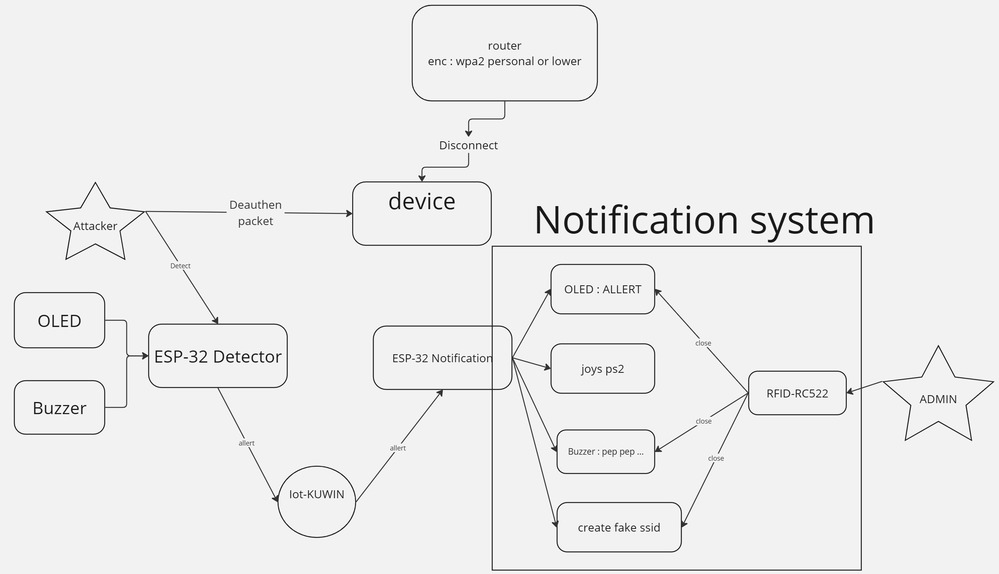 router
enc : wpa2 personal or lower
Disconnect
device
Deauthen
packet
Attacker
Notification system
Detect
OLED : ALLERT
OLED
close
ESP-32 Detector
ESP-32 Notification
joys ps2
RFID-RC522
ADMIN
Buzzer
close
allert
allert
Buzzer : pep pep ...
close
Iot-KUWIN
create fake ssid